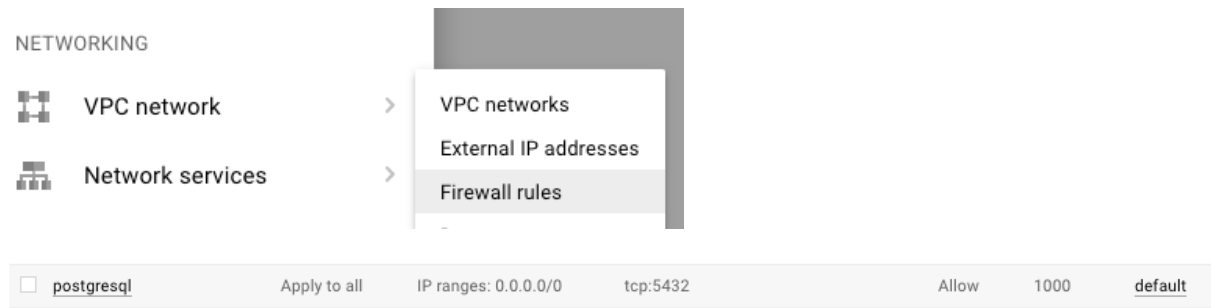 NETWORKING
VPC network
VPC networks
External IP addresses
Network services
Firewall rules
postgresql Apply to all IP ranges: 0.0.0.0/0 tcp:5432 Allow 1000 default